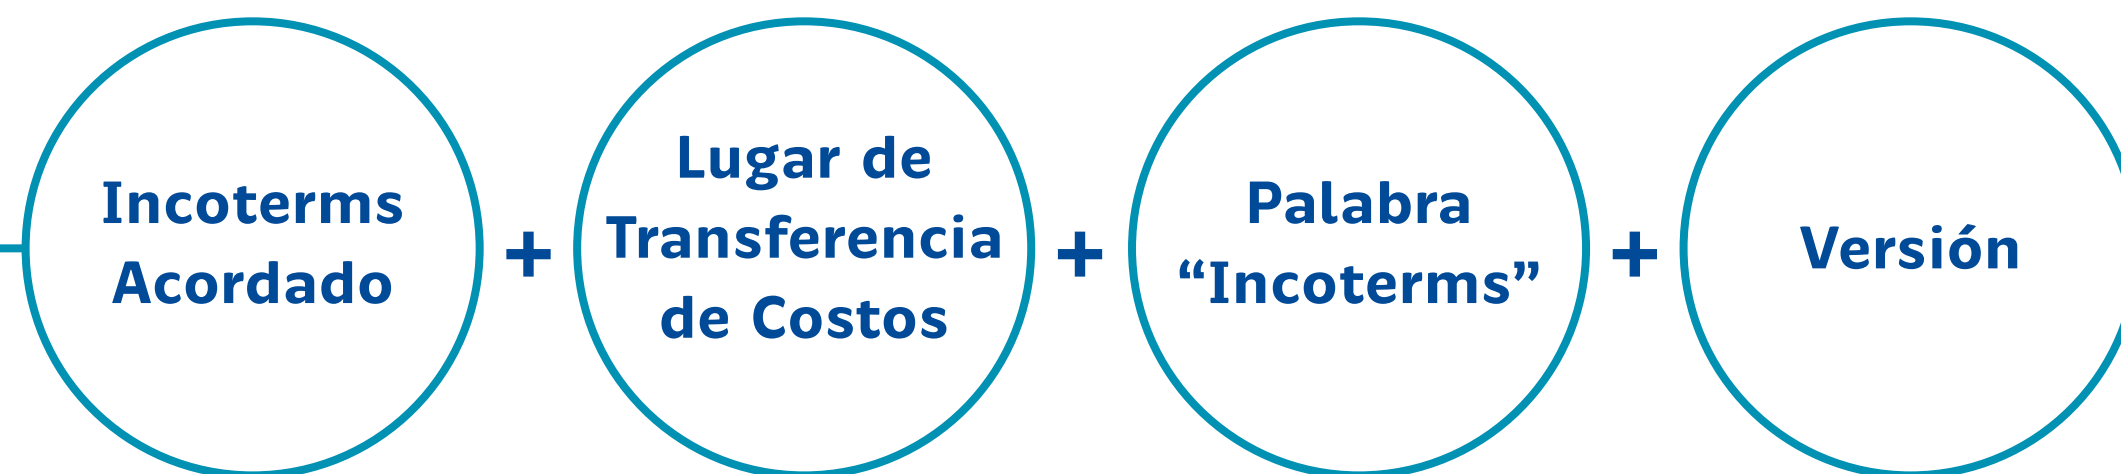 Incoterms
Acordado
+
Lugar de
Transferencia
de Costos
+
Palabra
“Incoterms”
+
Versión